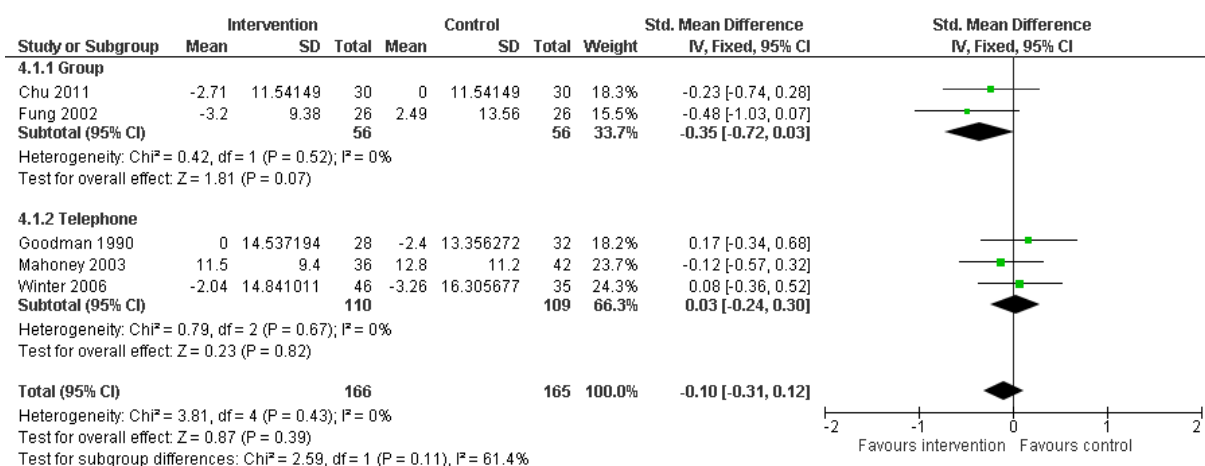 Intervention Control Std. Mean Difference Std. Mean Difference
Study or Subgroup Mean SD Total Mean SD Total Weight IV, Fixed, 95% CI IV, Fixed, 95% CI
4.1.1 Group
Chu 2011 -2.71 11.54149 30 0 11.54149 30 18.3% -0.23 [-0.74, 0.28]
Fung 2002 -3.2 9.38 26 2.49 13.56 26 15.5% -0.48 [-1.03, 0.07]
Subtotal (95% CI) 56 56 33.7% -0.35 [-0.72, 0.03]
Heterogeneity: Chi² = 0.42, df = 1 (P = 0.52); I² = 0%
Test for overall effect: Z = 1.81 (P = 0.07)
4.1.2 Telephone
Goodman 1990 0 14.537194 28 -2.4 13.356272 32 18.2% 0.17 [-0.34, 0.68]
Mahoney 2003 11.5 9.4 36 12.8 11.2 42 23.7% -0.12 [-0.57, 0.32]
Winter 2006 -2.04 14.841011 46 -3.26 16.305677 35 24.3% 0.08 [-0.36, 0.52]
Subtotal (95% CI) 110 109 66.3% 0.03 [-0.24, 0.30]
Heterogeneity: Chi² = 0.79, df = 2 (P = 0.67); I² = 0%
Test for overall effect: Z = 0.23 (P = 0.82)
Total (95% CI) 166 165 100.0% -0.10 [-0.31, 0.12]
Heterogeneity: Chi² = 3.81, df = 4 (P = 0.43); I² = 0%
Test for overall effect: Z = 0.87 (P = 0.39)
Test for subgroup differences: Chi² = 2.59, df = 1 (P = 0.11), I² = 61.4%
-2 -1 0 1 2
Favours intervention Favours control